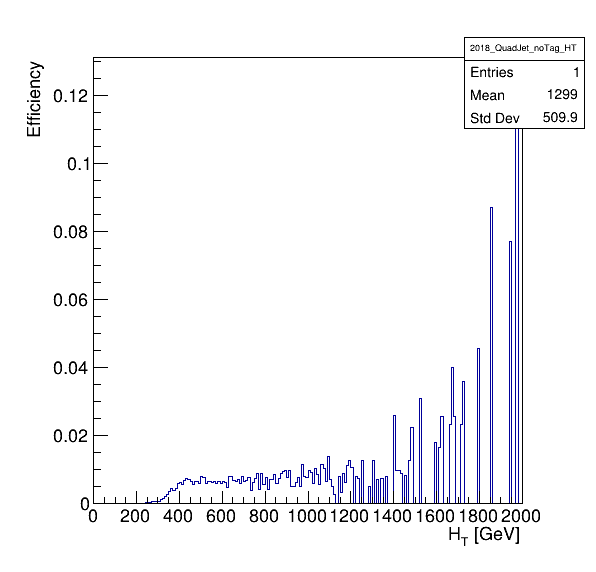 2018_QuadJet_noTag_HT
Entries 1
Mean 1299
Std Dev 509.9
Efficiency
0.12
0.1
0.08
0.06
0.04
0.02
0
0 200 400 600 800 1000 1200 1400 1600 1800 2000
H_T [GeV]